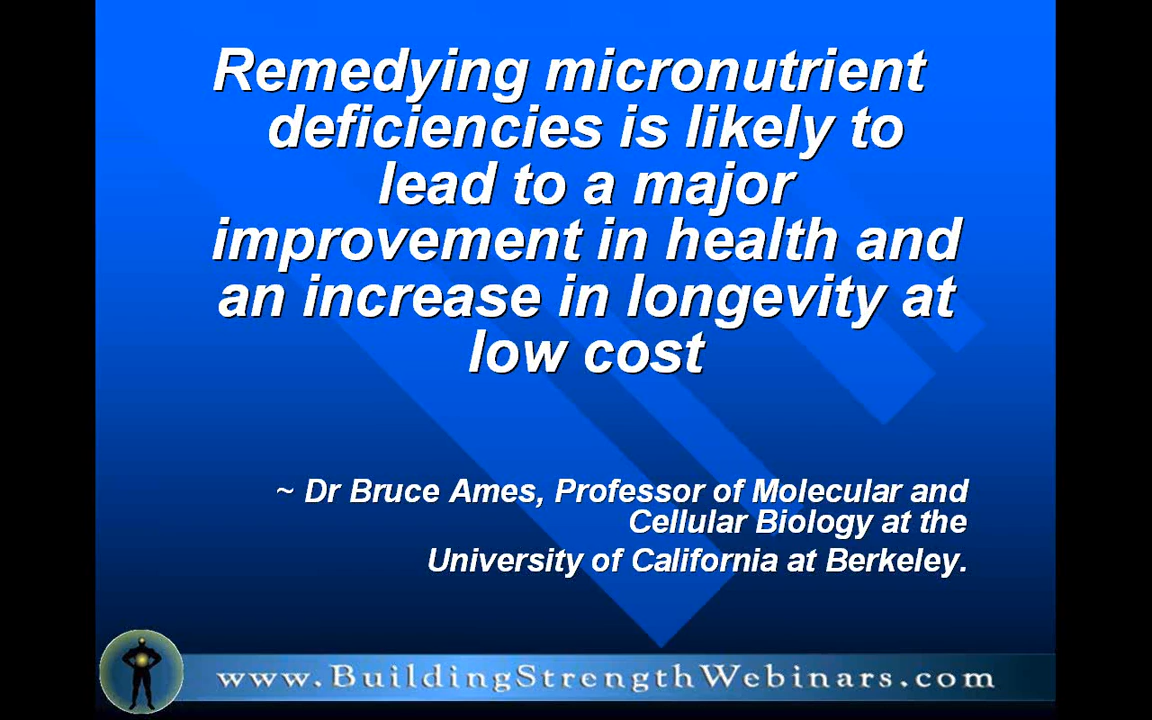 Remedying micronutrient
deficiencies is likely to
lead to a major
improvement in health and
an increase in longevity at
low cost
~ Dr Bruce Ames, Professor of Molecular and
Cellular Biology at the
University of California at Berkeley.
www.BuildingStrengthWebinars.com